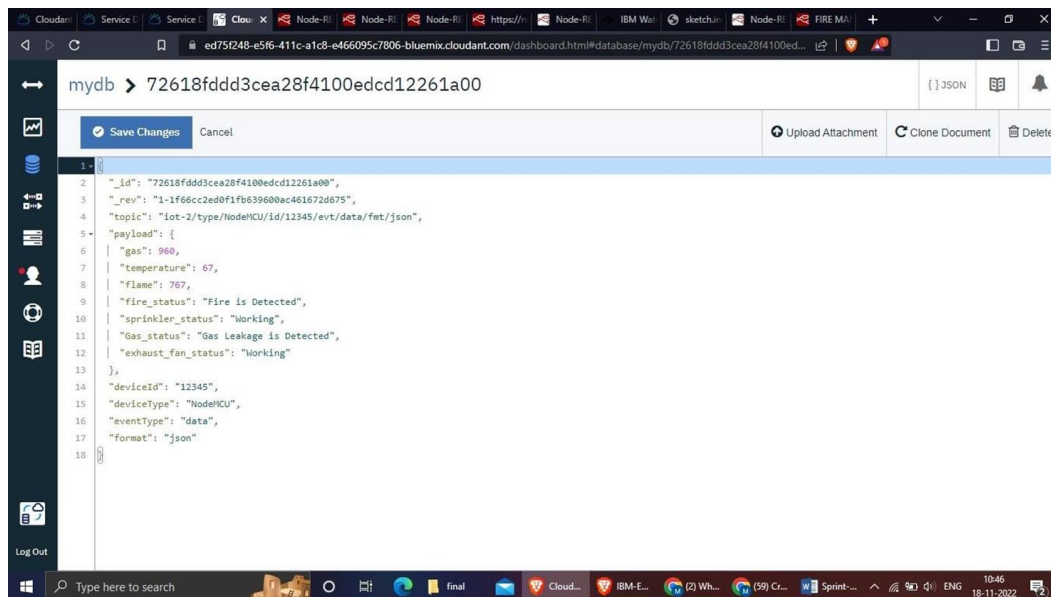 Cloudant
Service D
Service D
Clou
Node-RE
Node-RE
Node-RE
https://n
Node-RE
IBM Wat
sketch.in
Node-RE
FIRE MA
ed75f248-e5f6-411c-a1c8-e466095c7806-bluemix.cloudant.com/dashboard.html#database/mydb/72618fddd3cea28f4100ed...
mydb > 72618fddd3cea28f4100edcd12261a00
{ } JSON
Save Changes
Cancel
Upload Attachment
Clone Document
Delete
1 {
2 "_id": "72618fddd3cea28f4100edcd12261a00",
3 "_rev": "1-1f66cc2ed0f1fb639600ac461672d675",
4 "topic": "iot-2/type/NodeMCU/id/12345/evt/data/fmt/json",
5 "payload": {
6 "gas": 960,
7 "temperature": 67,
8 "flame": 767,
9 "fire_status": "Fire is Detected",
10 "sprinkler_status": "Working",
11 "Gas_status": "Gas Leakage is Detected",
12 "exhaust_fan_status": "Working"
13 },
14 "deviceId": "12345",
15 "deviceType": "NodeMCU",
16 "eventType": "data",
17 "format": "json"
18 }
Log Out
Type here to search
final
Cloud...
IBM-E...
(2) Wh...
(59) Cr...
Sprint-...
ENG
10:46
18-11-2022